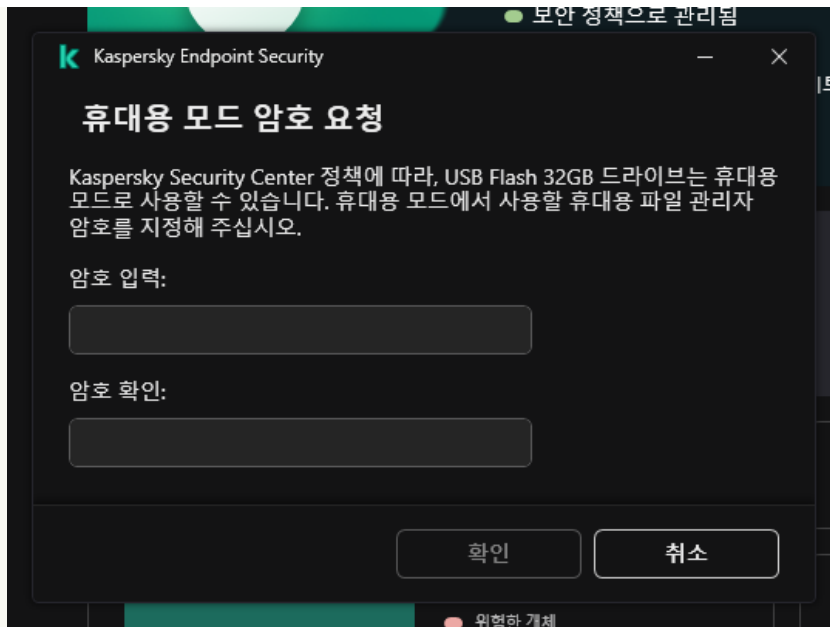 보안 정책으로 관리됨
Kaspersky Endpoint Security
휴대용 모드 암호 요청
Kaspersky Security Center 정책에 따라, USB Flash 32GB 드라이브는 휴대용
모드로 사용할 수 있습니다. 휴대용 모드에서 사용할 휴대용 파일 관리자
암호를 지정해 주십시오.
암호 입력:
암호 확인:
확인
취소
위험한 개체